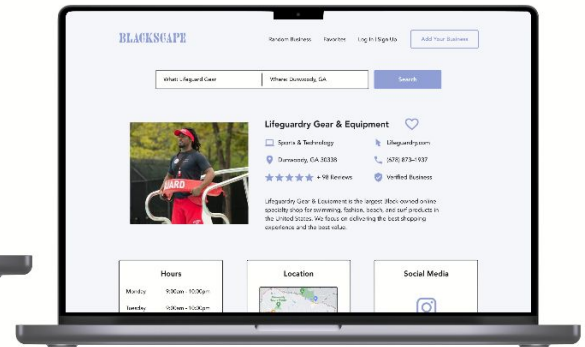 BLACKSCAPE
Random Business Favorites Log In | Sign Up Add Your Business
What: Lifeguard Gear Where: Dunwoody, GA Search
Lifeguardry Gear & Equipment
Sports & Technology Lifeguardry.com
Dunwoody, GA 30338 (678) 873-1937
+ 98 Reviews Verified Business
GUARD
Lifeguardry Gear & Equipment is the largest Black owned online
specialty shop for swimming, fashion, beach, and surf products in
the United States. We focus on delivering the best shopping
experience and the best value.
Hours Location Social Media
Monday 9:00am - 10:00pm
Tuesday 9:00am - 10:00pm